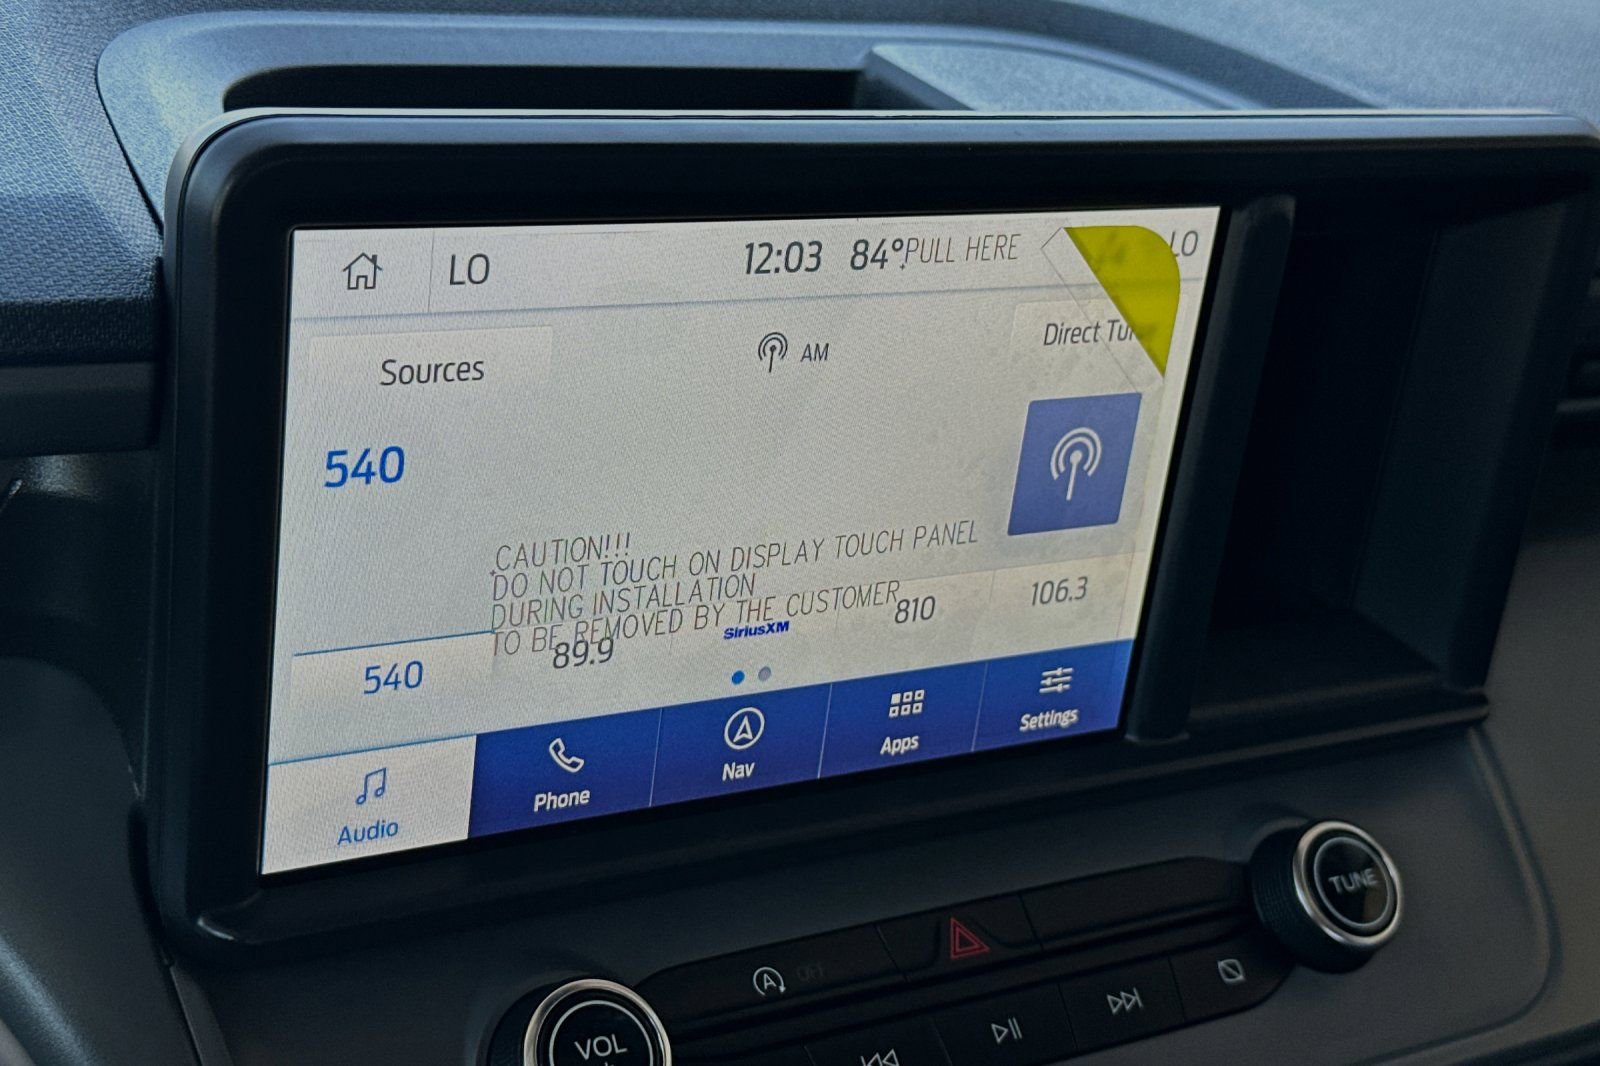 LO
12:03 84°
PULL HERE
LO
Sources
AM
Direct
540
CAUTION!!!
DO NOT TOUCH ON DISPLAY TOUCH PANEL
DURING INSTALLATION
TO BE REMOVED BY THE CUSTOMER
540
89.9
SiriusXM
810
106.3
Audio
Phone
Nav
Apps
Settings
A OFF
TUNE
VOL